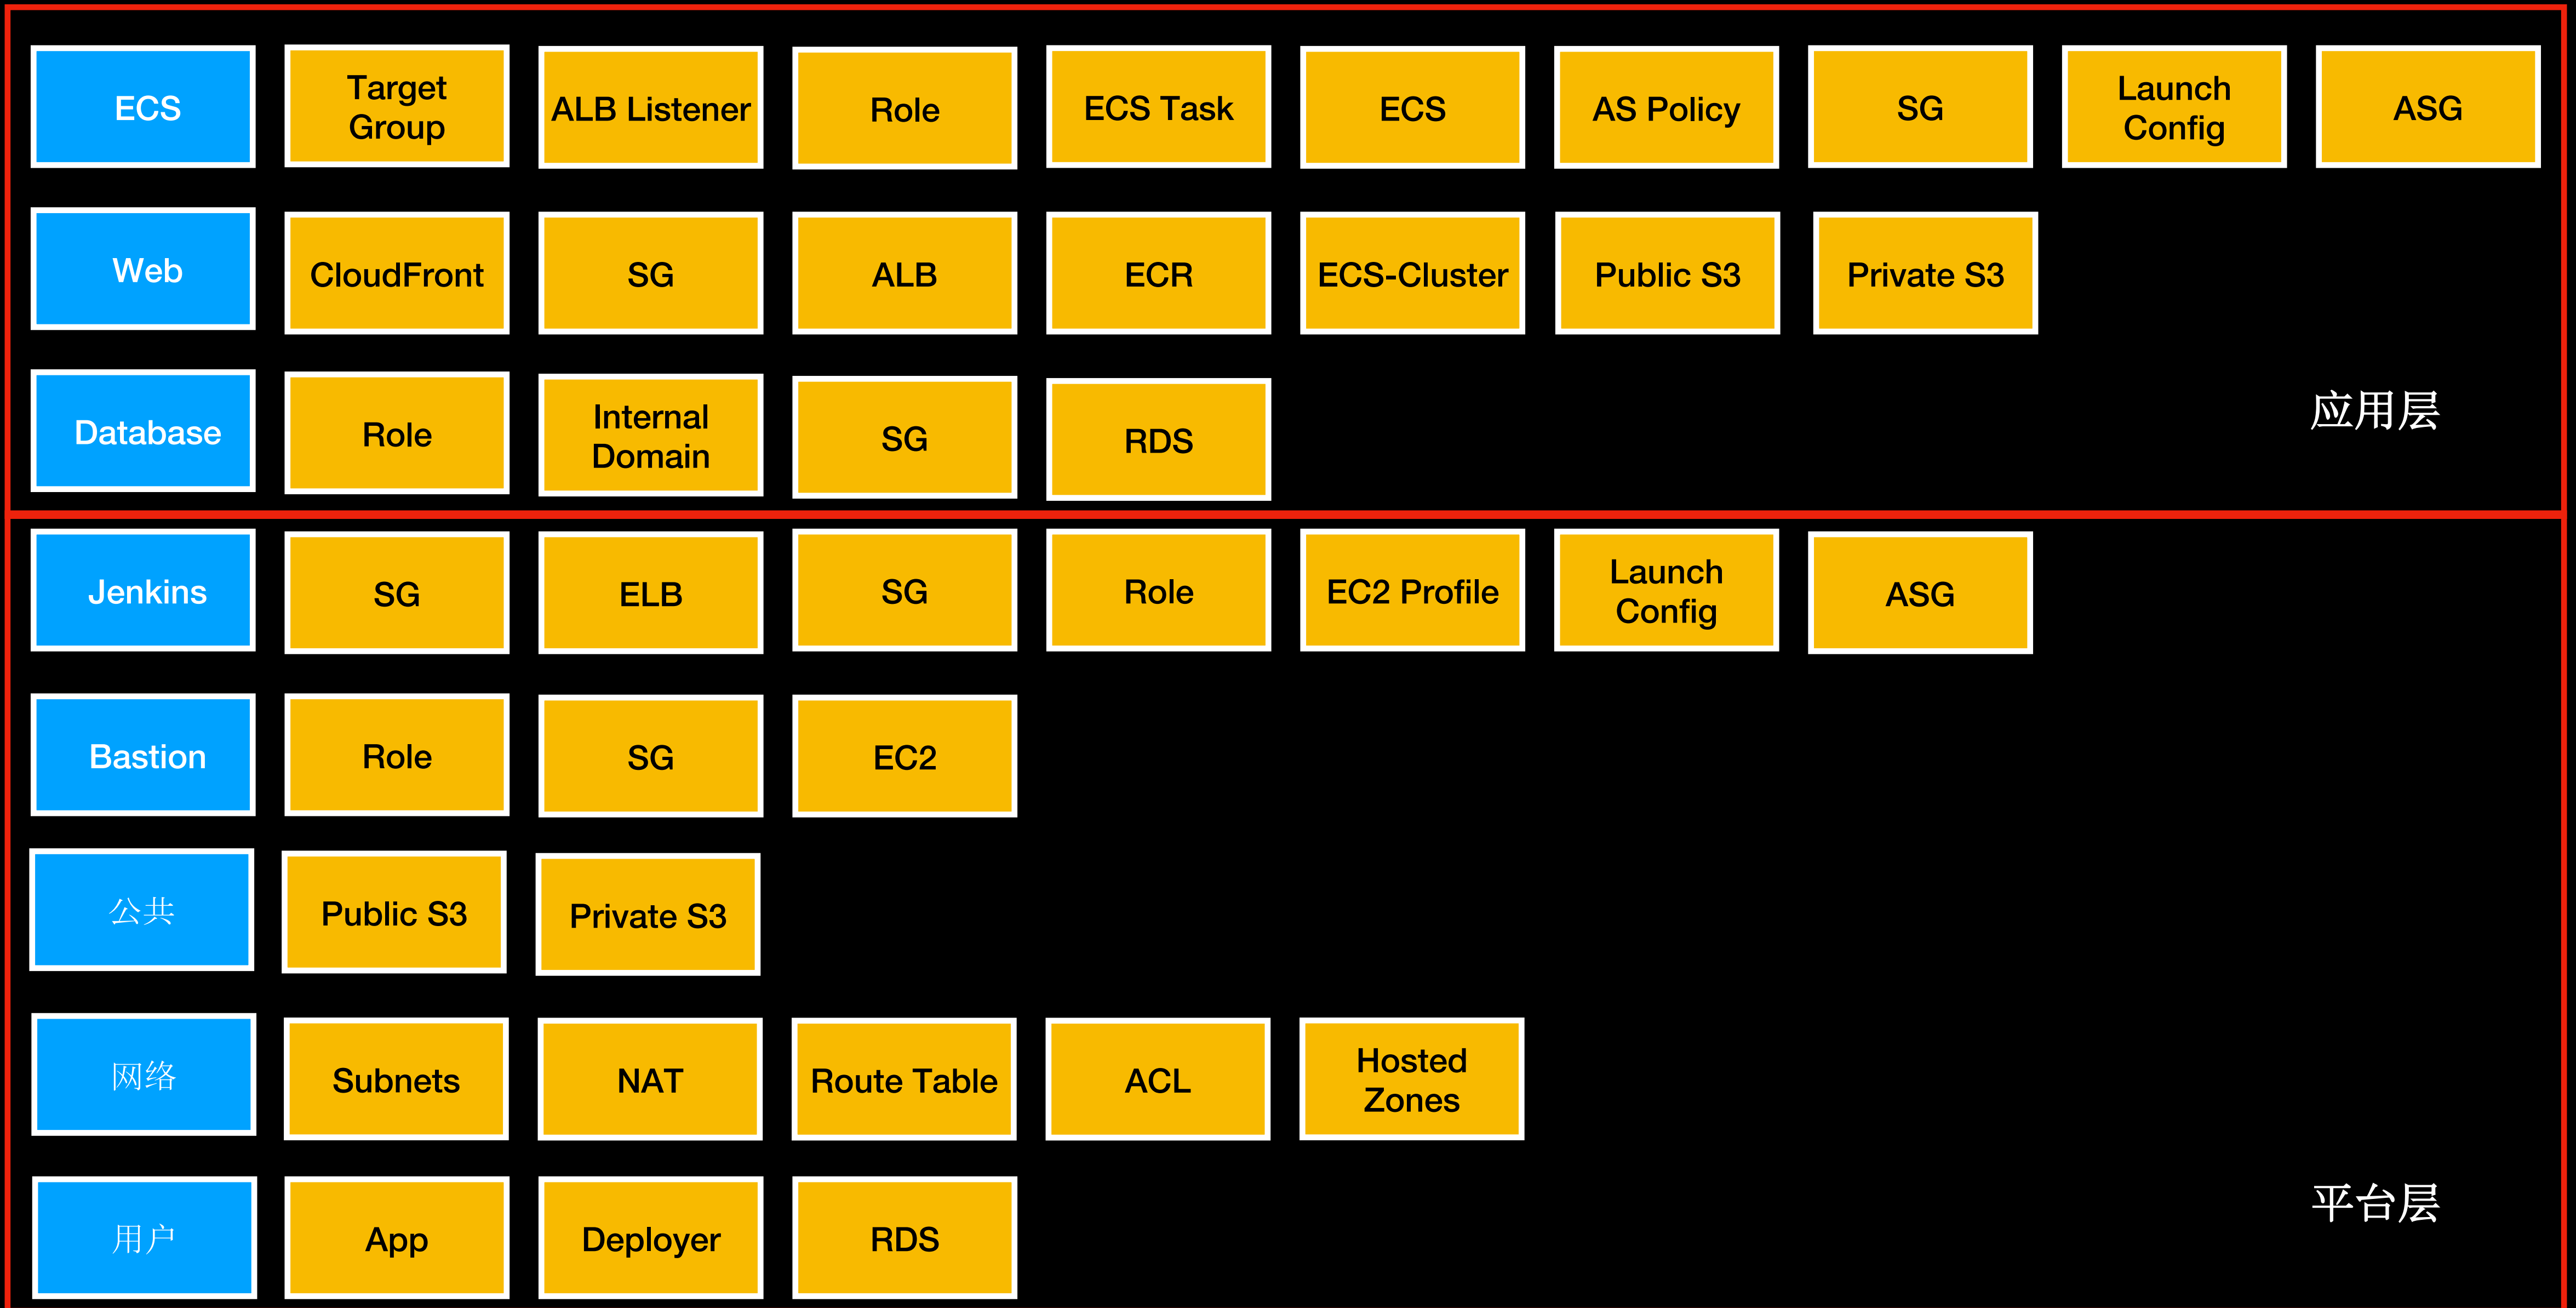 ECS
Target
Group
ALB Listener
Role
ECS Task
ECS
AS Policy
SG
Launch
Config
ASG
Web
CloudFront
SG
ALB
ECR
ECS-Cluster
Public S3
Private S3
Database
Role
Internal
Domain
SG
RDS
应用层
Jenkins
SG
ELB
SG
Role
EC2 Profile
Launch
Config
ASG
Bastion
Role
SG
EC2
公共
Public S3
Private S3
网络
Subnets
NAT
Route Table
ACL
Hosted
Zones
用户
App
Deployer
RDS
平台层